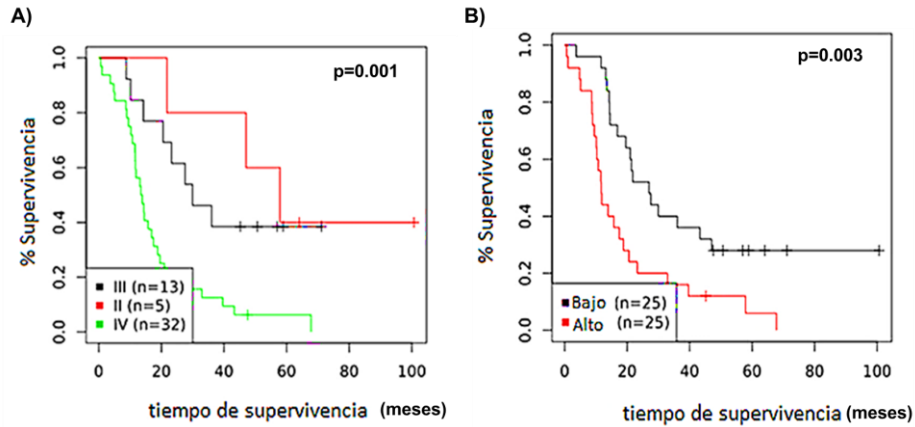 A)
p=0.001
% Supervivencia
1.0
0.8
0.6
0.4
0.2
0.0
III (n=13)
II (n=5)
IV (n=32)
0 20 40 60 80 100
tiempo de supervivencia (meses)
B)
p=0.003
% Supervivencia
1.0
0.8
0.6
0.4
0.2
0.0
Bajo (n=25)
Alto (n=25)
0 20 40 60 80 100
tiempo de supervivencia (meses)